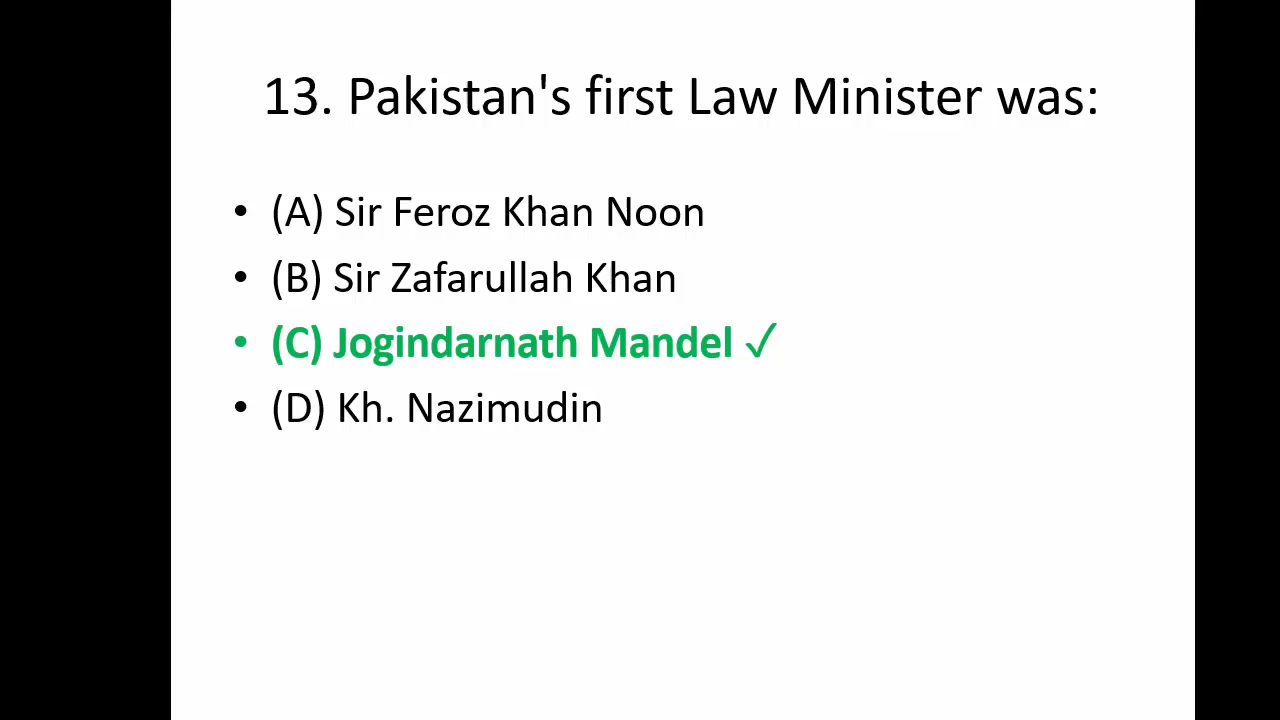 13. Pakistan's first Law Minister was:
• (A) Sir Feroz Khan Noon
• (B) Sir Zafarullah Khan
• (C) Jogindarnath Mandel ✓
• (D) Kh. Nazimudin